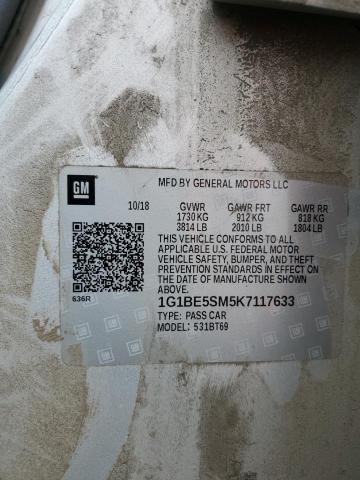 GM
MFD BY GENERAL MOTORS LLC
10/18 GVWR GAWR FRT GAWR RR
1730 KG 912 KG 818 KG
3814 LB 2010 LB 1804 LB
THIS VEHICLE CONFORMS TO ALL
APPLICABLE U.S. FEDERAL MOTOR
VEHICLE SAFETY, BUMPER, AND THEFT
PREVENTION STANDARDS IN EFFECT ON
THE DATE OF MANUFACTURE SHOWN
ABOVE.
636R
1G1BE5SM5K7117633
TYPE: PASS CAR
MODEL: 531BT69